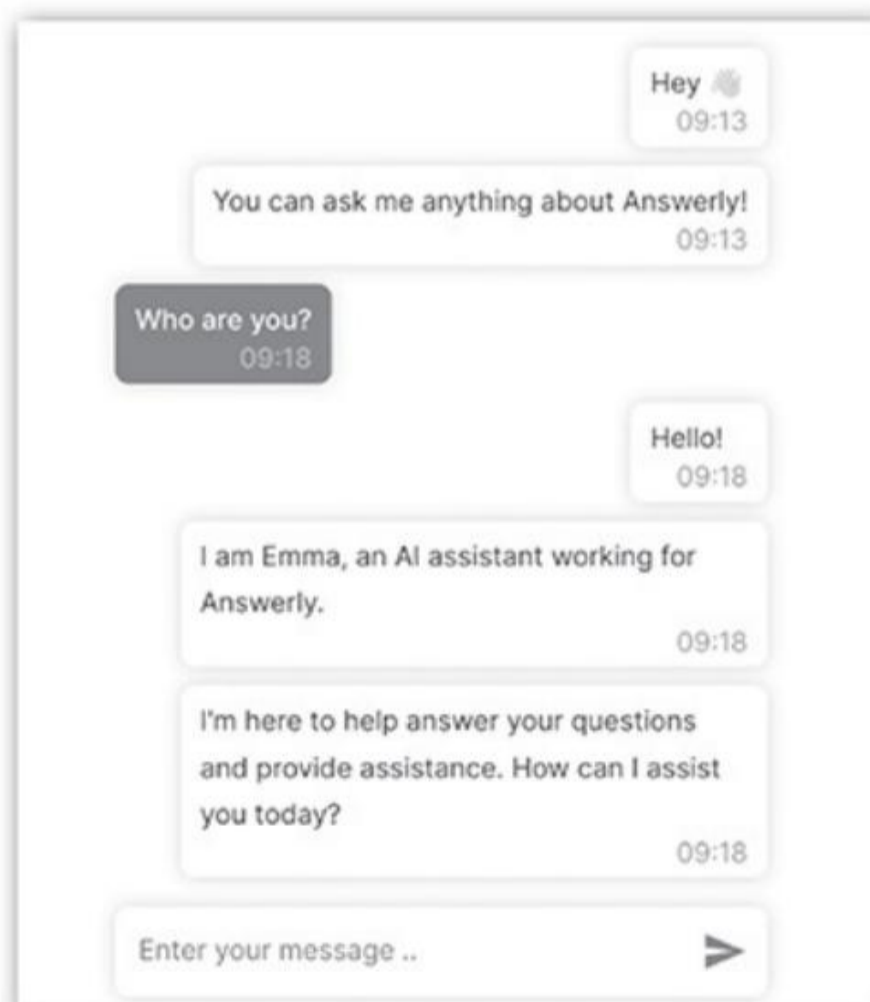 Hey 👋
09:13
You can ask me anything about Answerly!
09:13
Who are you?
09:18
Hello!
09:18
I am Emma, an AI assistant working for
Answerly.
09:18
I'm here to help answer your questions
and provide assistance. How can I assist
you today?
09:18
Enter your message ..